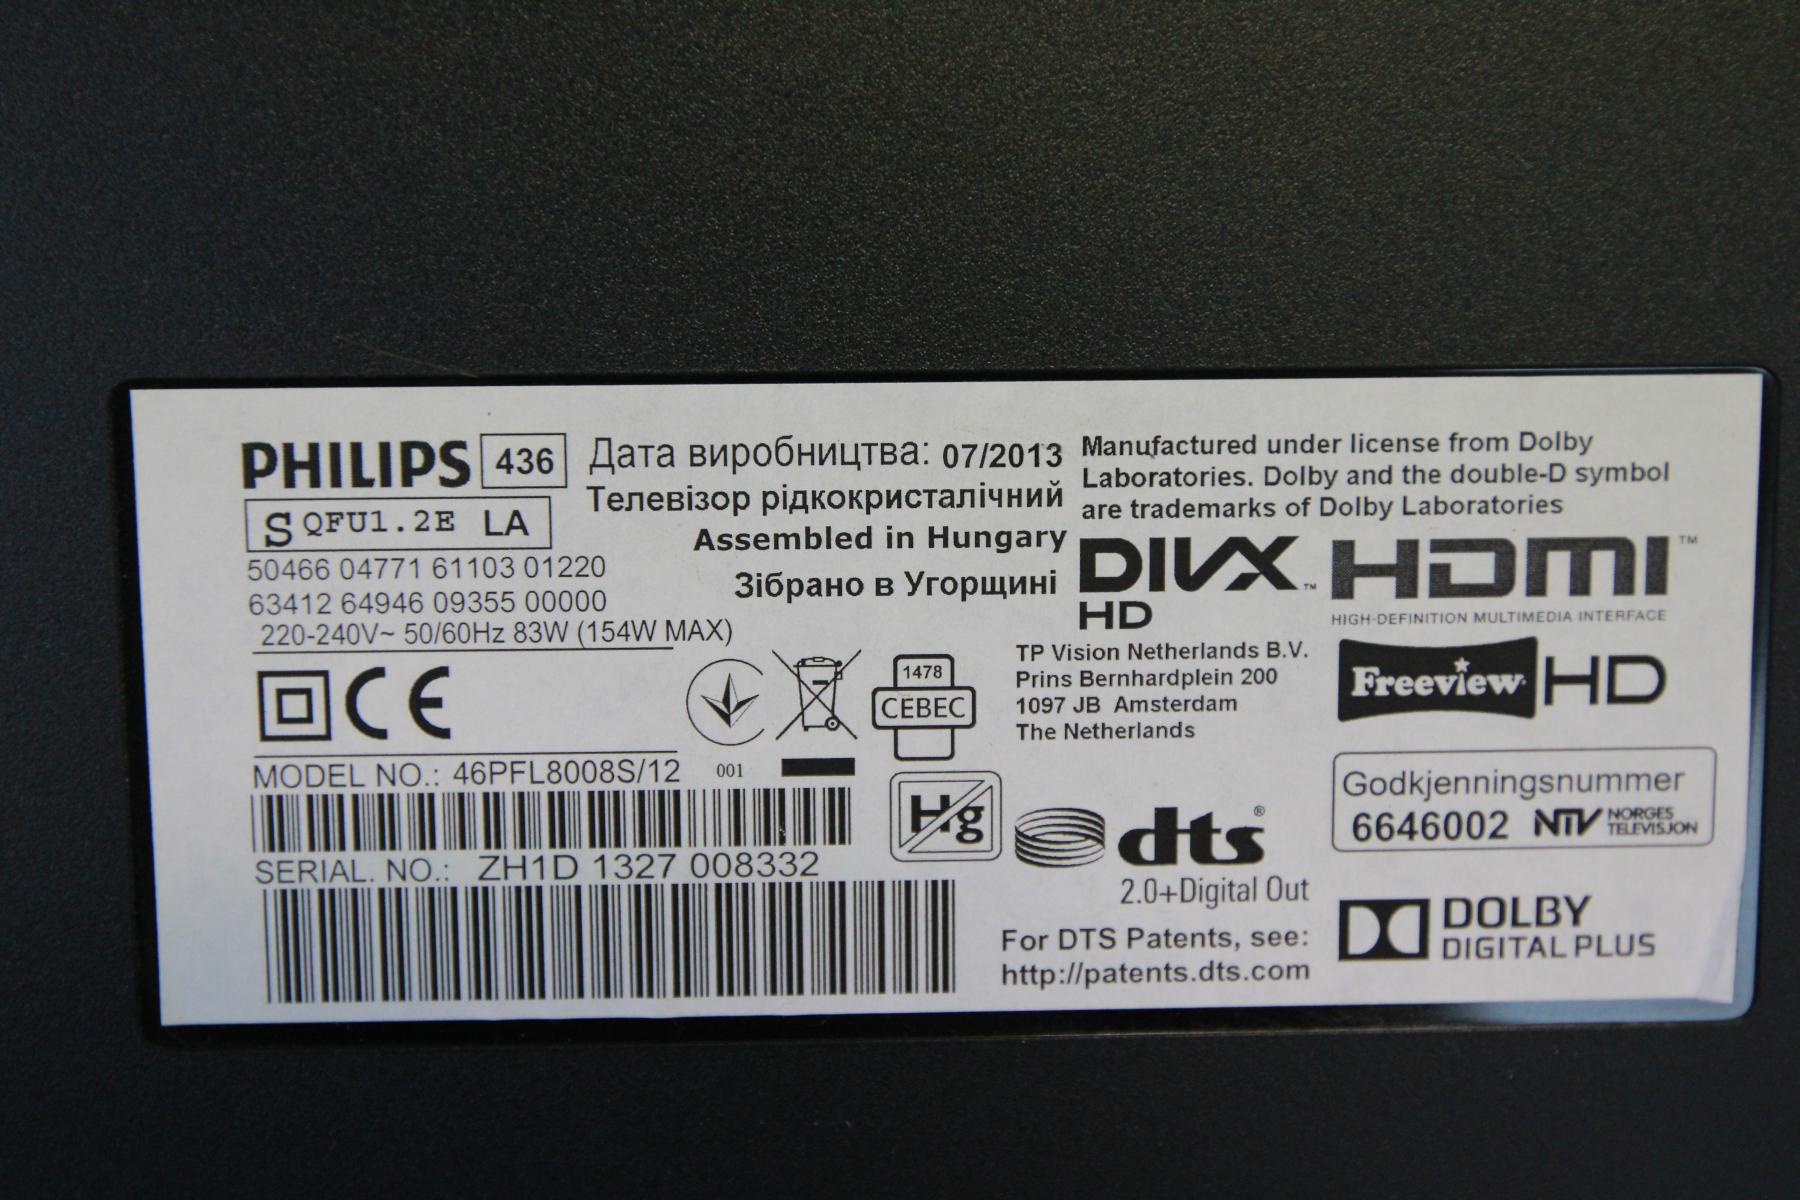 PHILIPS 436
S QFU1.2E LA
50466 04771 61103 01220
63412 64946 09355 00000
220-240V~ 50/60Hz 83W (154W MAX)
Дата виробництва: 07/2013
Телевізор рідкокристалічний
Assembled in Hungary
Зібрано в Угорщині
Manufactured under license from Dolby
Laboratories. Dolby and the double-D symbol
are trademarks of Dolby Laboratories
DIVX™
HD
HDMI™
HIGH-DEFINITION MULTIMEDIA INTERFACE
CE
1478
CEBEC
TP Vision Netherlands B.V.
Prins Bernhardplein 200
1097 JB Amsterdam
The Netherlands
Freeview HD
MODEL NO.: 46PFL8008S/12 001
SERIAL. NO.: ZH1D 1327 008332
Hg
dts®
2.0+Digital Out
For DTS Patents, see:
http://patents.dts.com
Godkjenningsnummer
6646002 NTV NORGES
TELEVISJON
DOLBY
DIGITAL PLUS